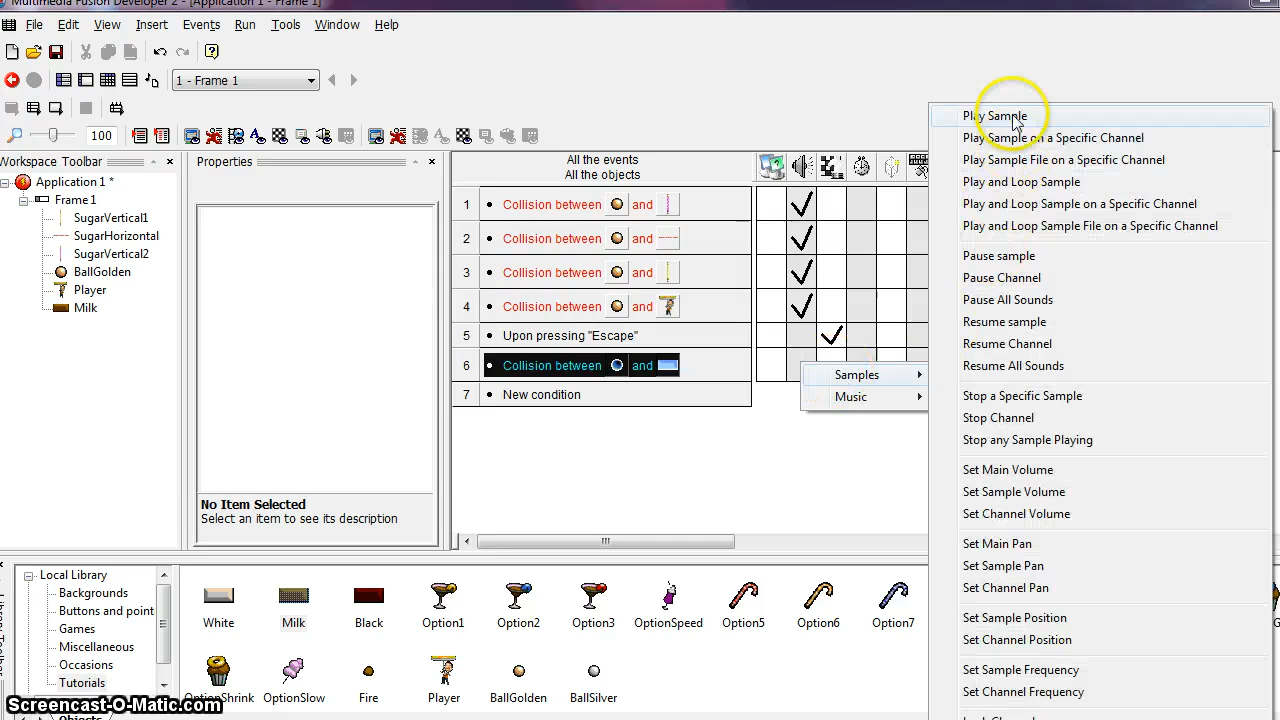 Multimedia Fusion Developer 2 - [Application 1 - Frame 1]
File Edit View Insert Events Run Tools Window Help
1 - Frame 1
100
Workspace Toolbar
Application 1 *
Frame 1
SugarVertical1
SugarHorizontal
SugarVertical2
BallGolden
Player
Milk
Properties
No Item Selected
Select an item to see its description
All the events
All the objects
1 Collision between and
2 Collision between and
3 Collision between and
4 Collision between and
5 Upon pressing "Escape"
6 Collision between and
7 New condition
Samples
Music
Play Sample
Play Sample on a Specific Channel
Play Sample File on a Specific Channel
Play and Loop Sample
Play and Loop Sample on a Specific Channel
Play and Loop Sample File on a Specific Channel
Pause sample
Pause Channel
Pause All Sounds
Resume sample
Resume Channel
Resume All Sounds
Stop a Specific Sample
Stop Channel
Stop any Sample Playing
Set Main Volume
Set Sample Volume
Set Channel Volume
Set Main Pan
Set Sample Pan
Set Channel Pan
Set Sample Position
Set Channel Position
Set Sample Frequency
Set Channel Frequency
Local Library
Backgrounds
Buttons and point
Games
Miscellaneous
Occasions
Tutorials
White Milk Black Option1 Option2 Option3 OptionSpeed Option5 Option6 Option7
OptionShrink OptionSlow Fire Player BallGolden BallSilver
Objects
Screencast-O-Matic.com